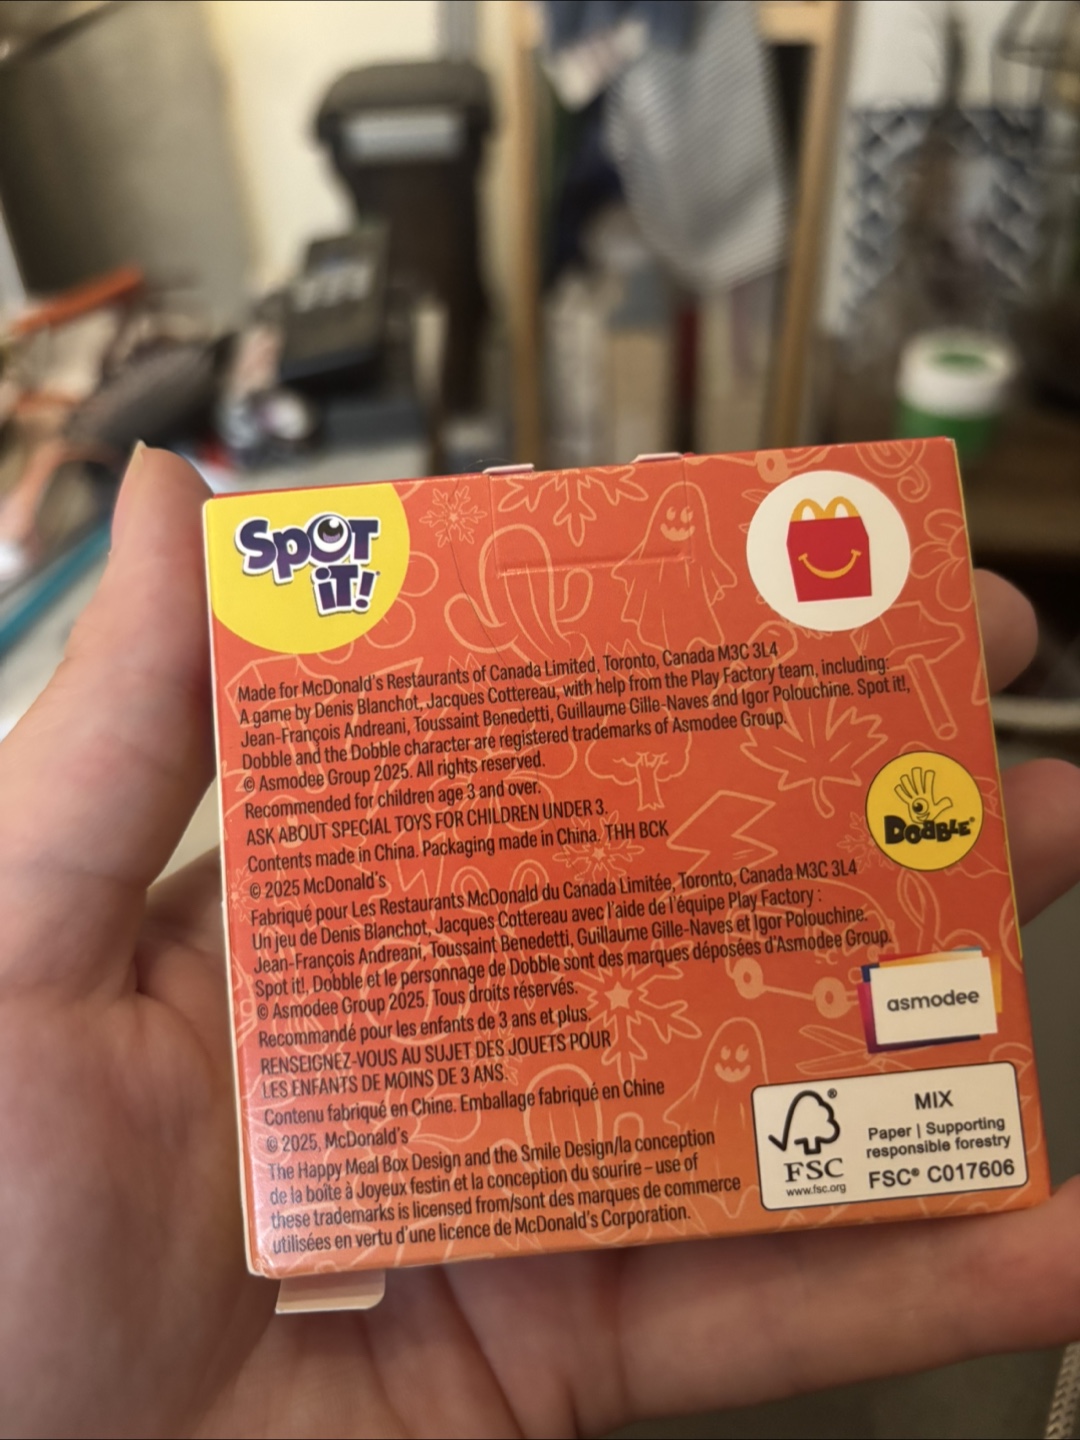 SpOT
iT!
Made for McDonald's Restaurants of Canada Limited, Toronto, Canada M3C 3L4
A game by Denis Blanchot, Jacques Cottereau, with help from the Play Factory team, including:
Jean-François Andreani, Toussaint Benedetti, Guillaume Gille-Naves and Igor Polouchine. Spot it!,
Dobble and the Dobble character are registered trademarks of Asmodee Group.
© Asmodee Group 2025. All rights reserved.
Recommended for children age 3 and over.
ASK ABOUT SPECIAL TOYS FOR CHILDREN UNDER 3.
Contents made in China. Packaging made in China. THH BCK
© 2025 McDonald's
Fabriqué pour Les Restaurants McDonald du Canada Limitée, Toronto, Canada M3C 3L4
Un jeu de Denis Blanchot, Jacques Cottereau avec l'aide de l'équipe Play Factory :
Jean-François Andreani, Toussaint Benedetti, Guillaume Gille-Naves et Igor Polouchine.
Spot it!, Dobble et le personnage de Dobble sont des marques déposées d'Asmodee Group.
© Asmodee Group 2025. Tous droits réservés.
Recommandé pour les enfants de 3 ans et plus.
RENSEIGNEZ-VOUS AU SUJET DES JOUETS POUR
LES ENFANTS DE MOINS DE 3 ANS.
Contenu fabriqué en Chine. Emballage fabriqué en Chine
© 2025, McDonald's
The Happy Meal Box Design and the Smile Design/la conception
de la boîte à Joyeux festin et la conception du sourire – use of
these trademarks is licensed from/sont des marques de commerce
utilisées en vertu d'une licence de McDonald's Corporation.
DOBBLE®
asmodee
®
FSC
www.fsc.org
MIX
Paper | Supporting
responsible forestry
FSC® C017606